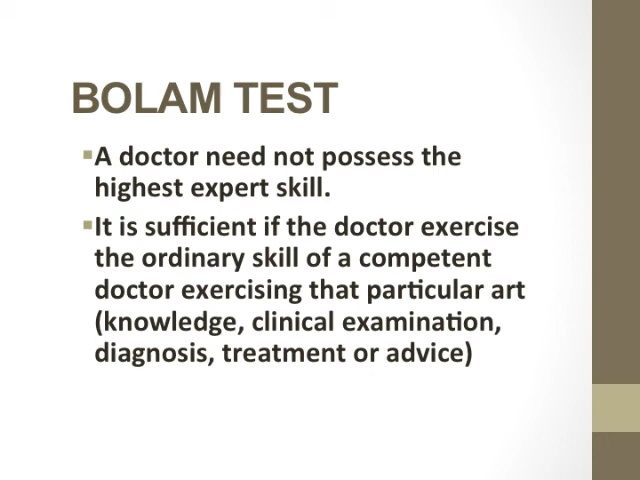 BOLAM TEST
▪A doctor need not possess the
highest expert skill.
▪It is sufficient if the doctor exercise
the ordinary skill of a competent
doctor exercising that particular art
(knowledge, clinical examination,
diagnosis, treatment or advice)